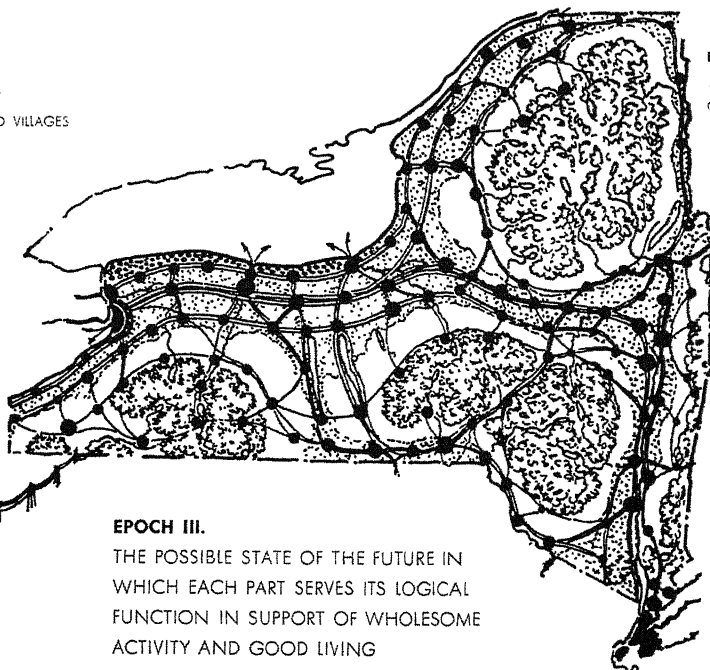 VILLAGES
EPOCH III.
THE POSSIBLE STATE OF THE FUTURE IN
WHICH EACH PART SERVES ITS LOGICAL
FUNCTION IN SUPPORT OF WHOLESOME
ACTIVITY AND GOOD LIVING